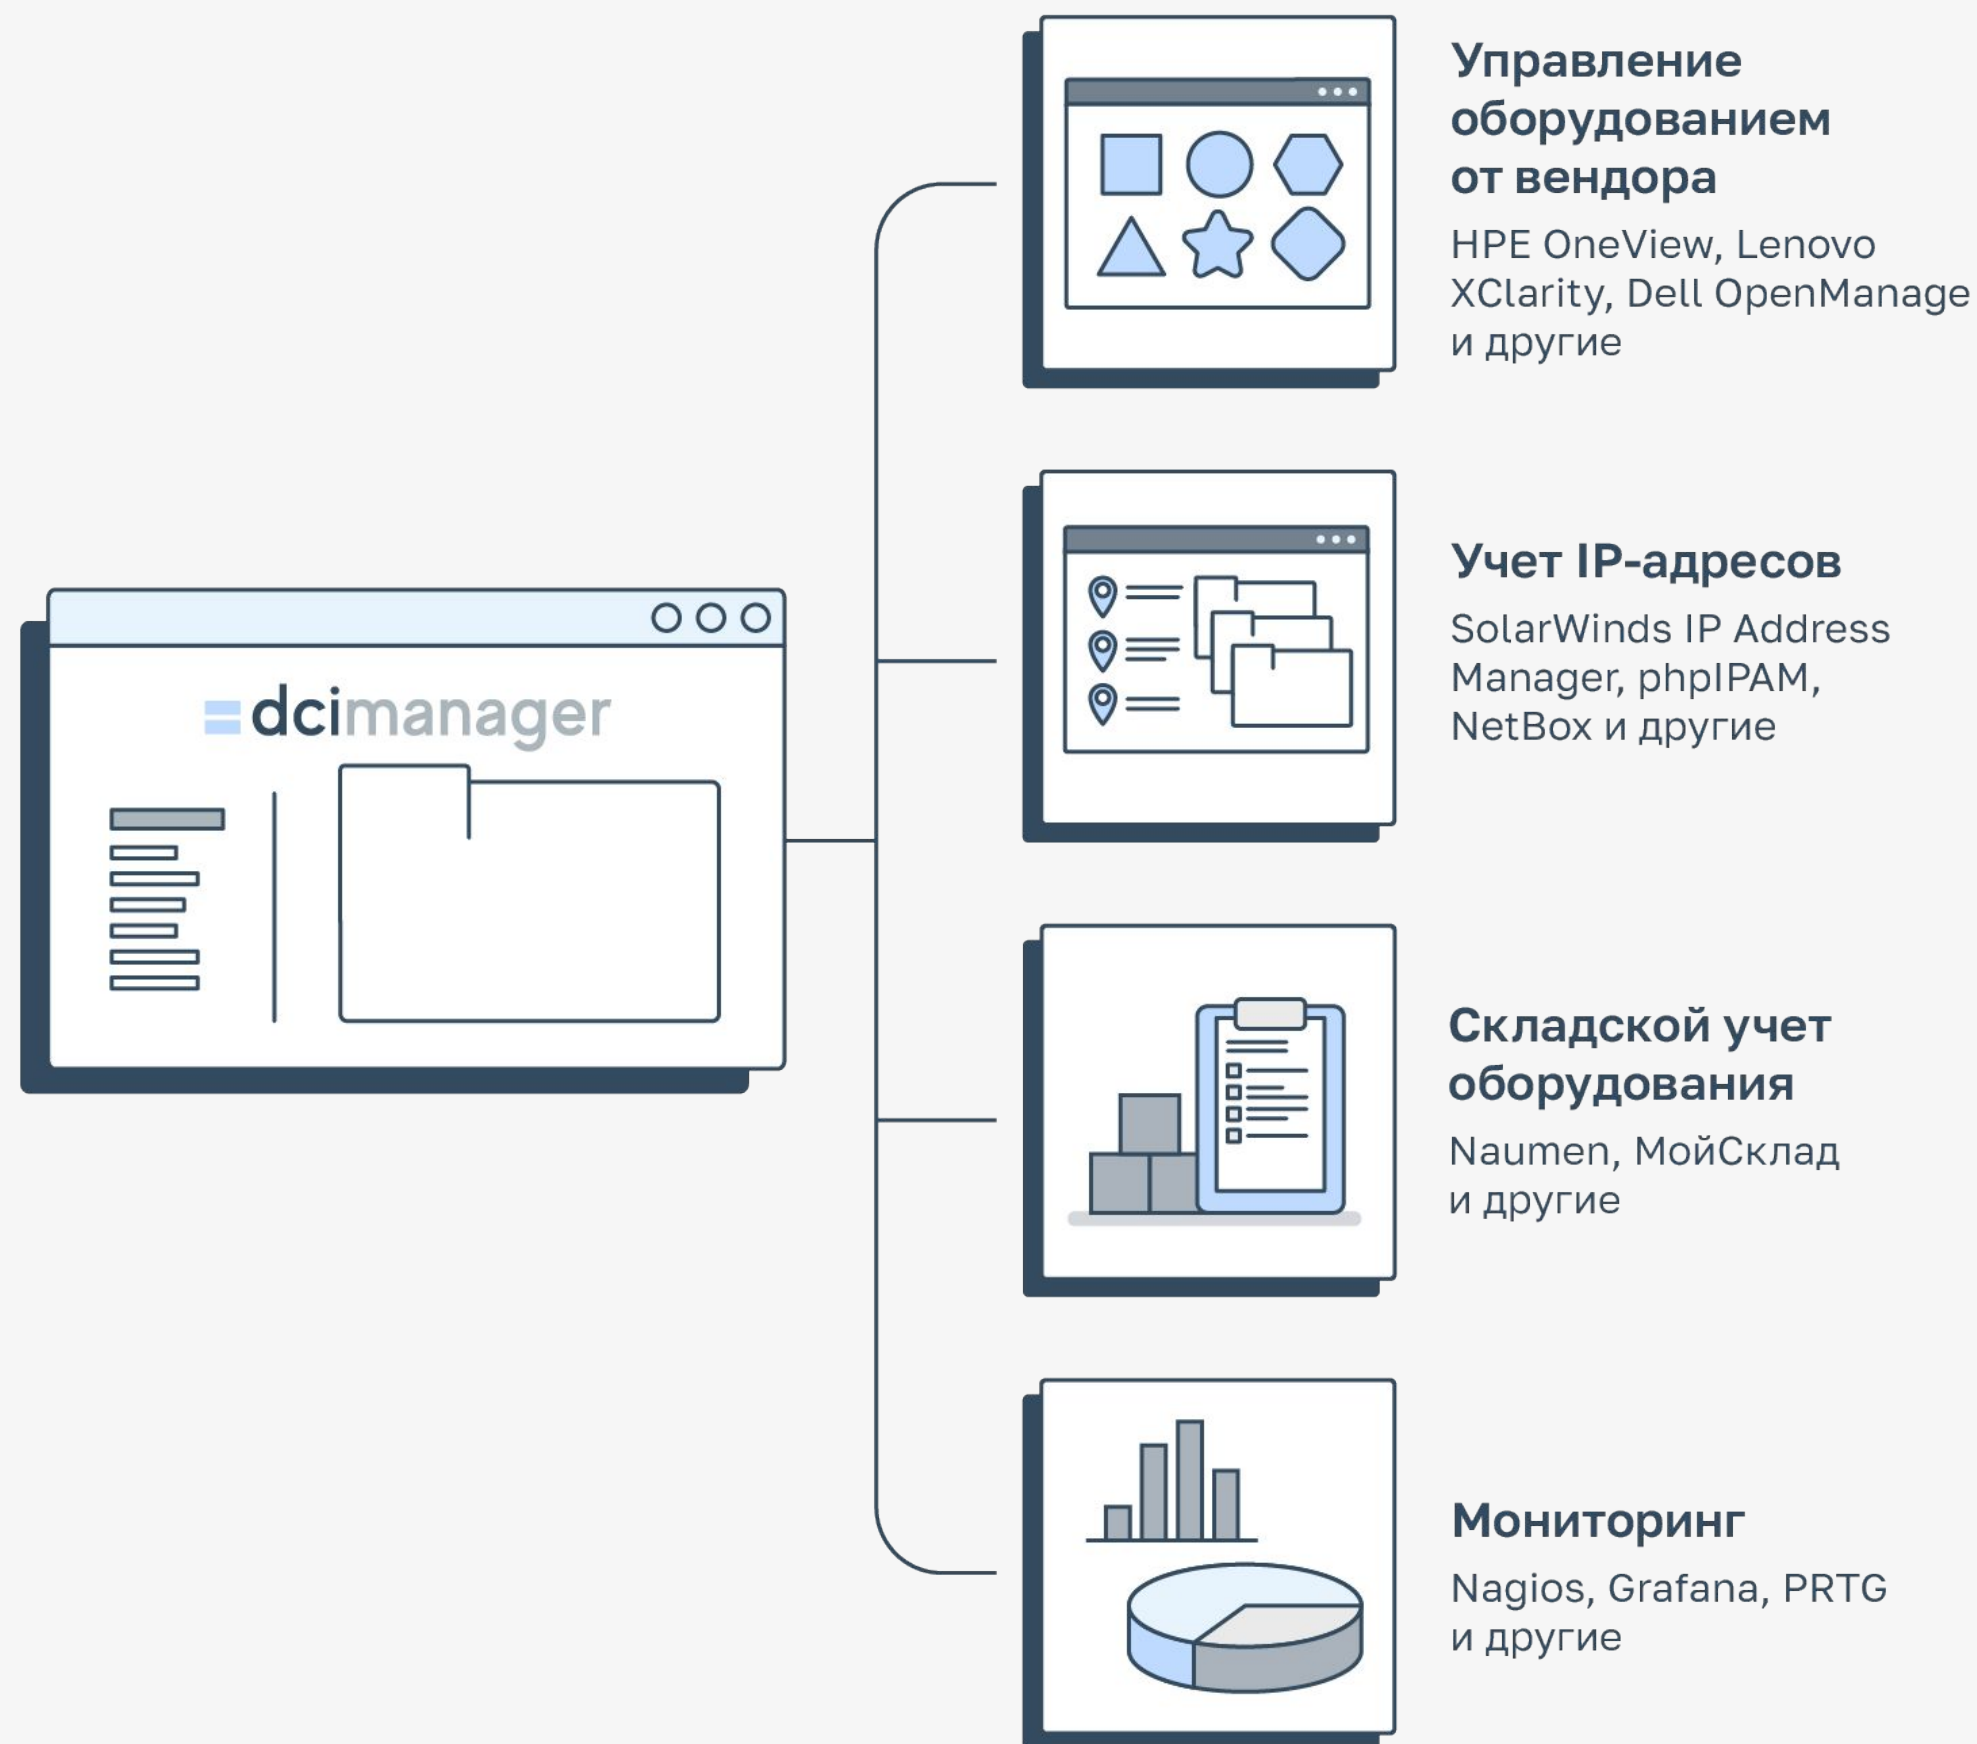 dcimanager
Управление
оборудованием
от вендора
HPE OneView, Lenovo
XClarity, Dell OpenManage
и другие
Учет IP-адресов
SolarWinds IP Address
Manager, phpIPAM,
NetBox и другие
Складской учет
оборудования
Naumen, МойСклад
и другие
Мониторинг
Nagios, Grafana, PRTG
и другие